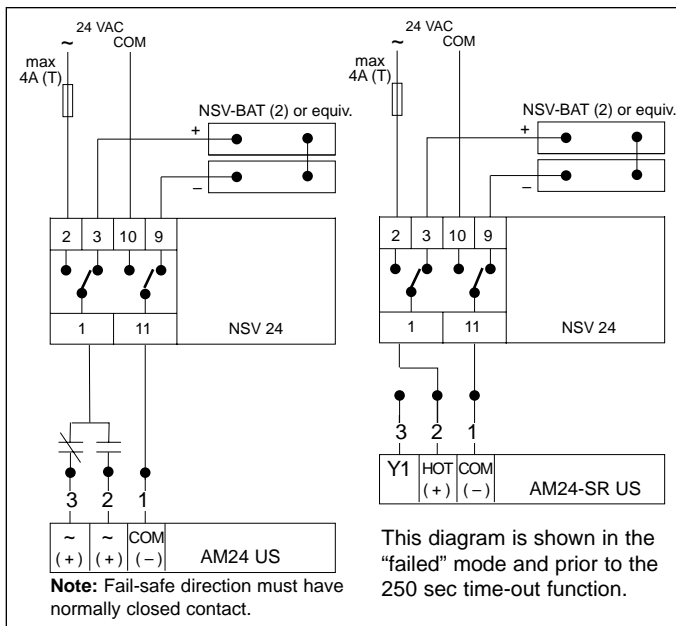 24 VAC
~ COM
max
4A (T)
NSV-BAT (2) or equiv.
+
–
2 3 10 9
1 11 NSV 24
3 2 1
~ ~ COM
(+) (+) (–) AM24 US
Note: Fail-safe direction must have
normally closed contact.
24 VAC
~ COM
max
4A (T)
NSV-BAT (2) or equiv.
+
–
2 3 10 9
1 11 NSV 24
3 2 1
Y1 HOT COM
(+) (–) AM24-SR US
This diagram is shown in the
“failed” mode and prior to the
250 sec time-out function.